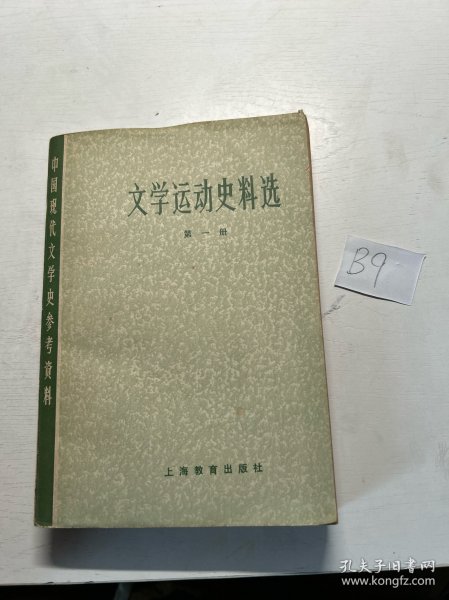 中国现代文学史参考资料
文学运动史料选
第一册
B9
上海教育出版社
孔夫子旧书网
www.kongfz.com